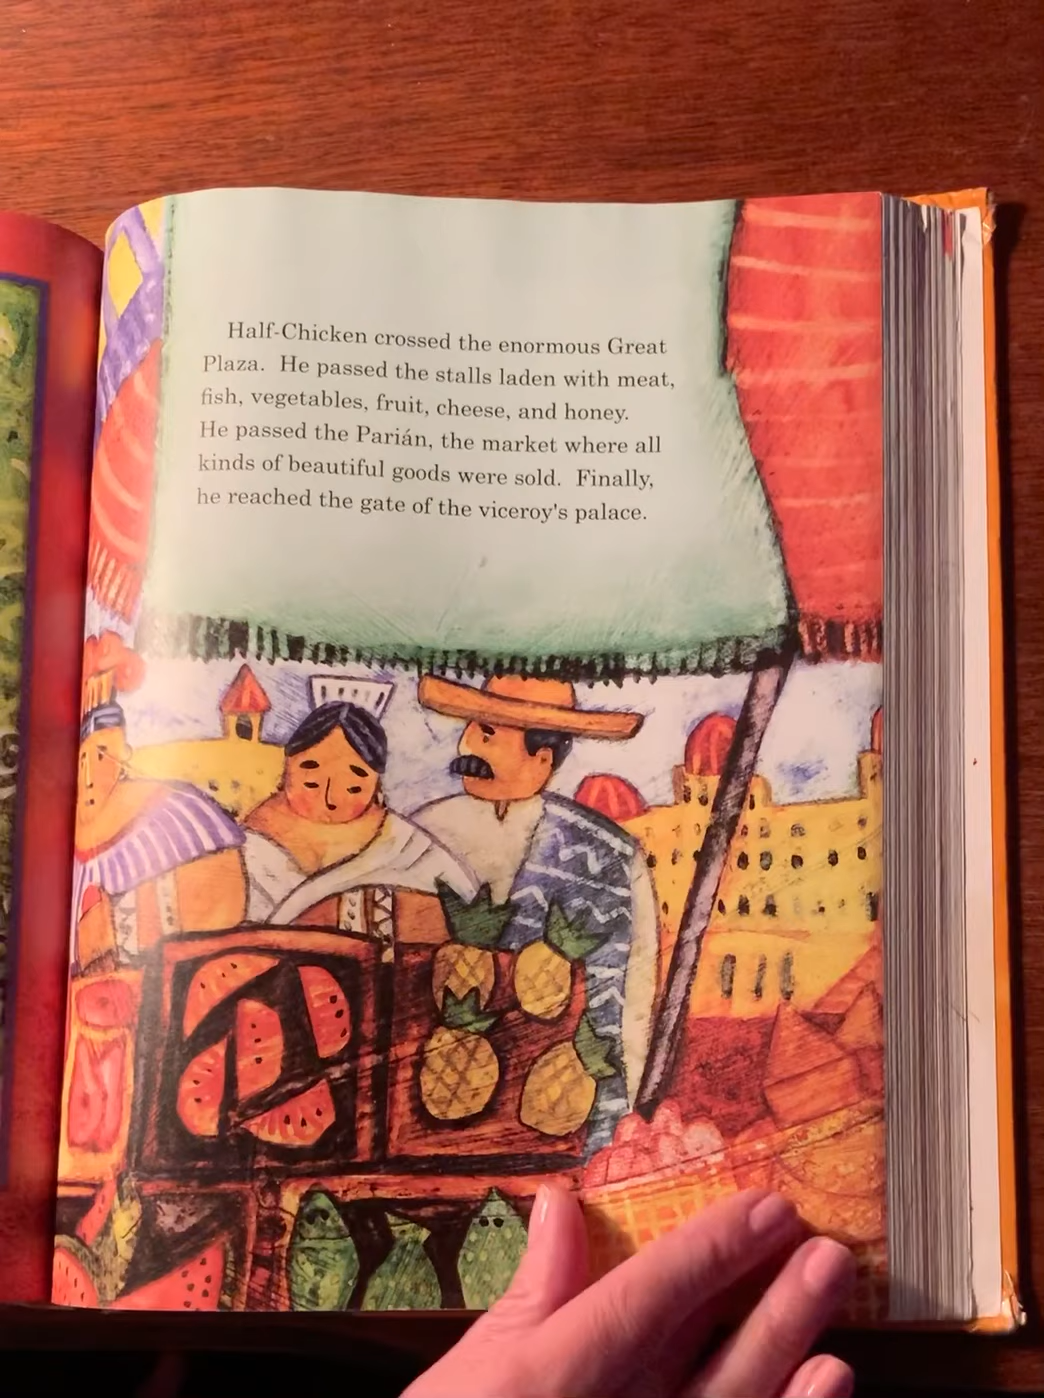 Half-Chicken crossed the enormous Great
Plaza. He passed the stalls laden with meat,
fish, vegetables, fruit, cheese, and honey.
He passed the Parián, the market where all
kinds of beautiful goods were sold. Finally,
he reached the gate of the viceroy's palace.